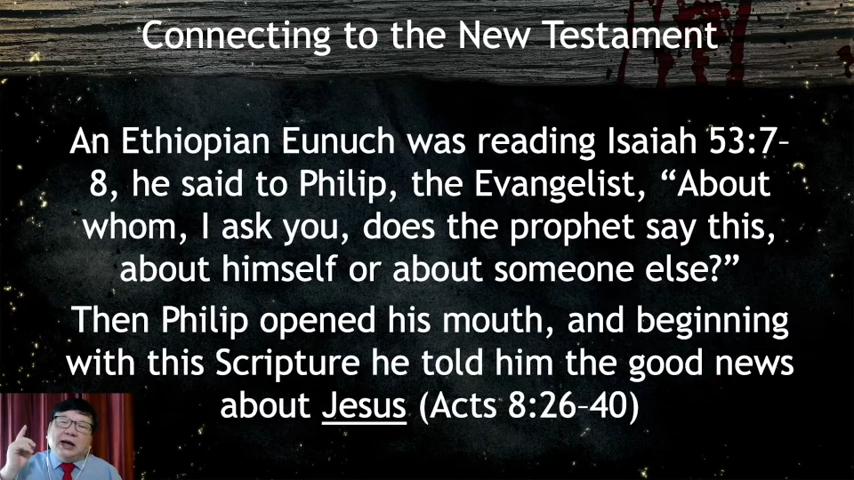 Connecting to the New Testament
An Ethiopian Eunuch was reading Isaiah 53:7–
8, he said to Philip, the Evangelist, “About
whom, I ask you, does the prophet say this,
about himself or about someone else?”
Then Philip opened his mouth, and beginning
with this Scripture he told him the good news
about Jesus (Acts 8:26–40)